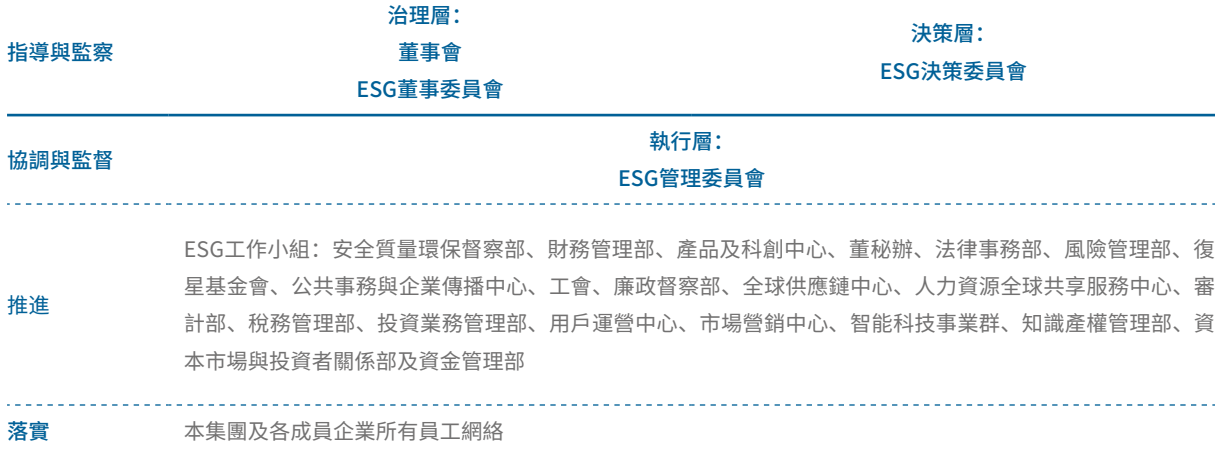 指導與監察
治理層：
董事會
ESG董事委員會
決策層：
ESG決策委員會
協調與監督
執行層：
ESG管理委員會
推進
ESG工作小組：安全質量環保督察部、財務管理部、產品及科創中心、董秘辦、法律事務部、風險管理部、復
星基金會、公共事務與企業傳播中心、工會、廉政督察部、全球供應鏈中心、人力資源全球共享服務中心、審
計部、稅務管理部、投資業務管理部、用戶運營中心、市場營銷中心、智能科技事業群、知識產權管理部、資
本市場與投資者關係部及資金管理部
落實
本集團及各成員企業所有員工網絡